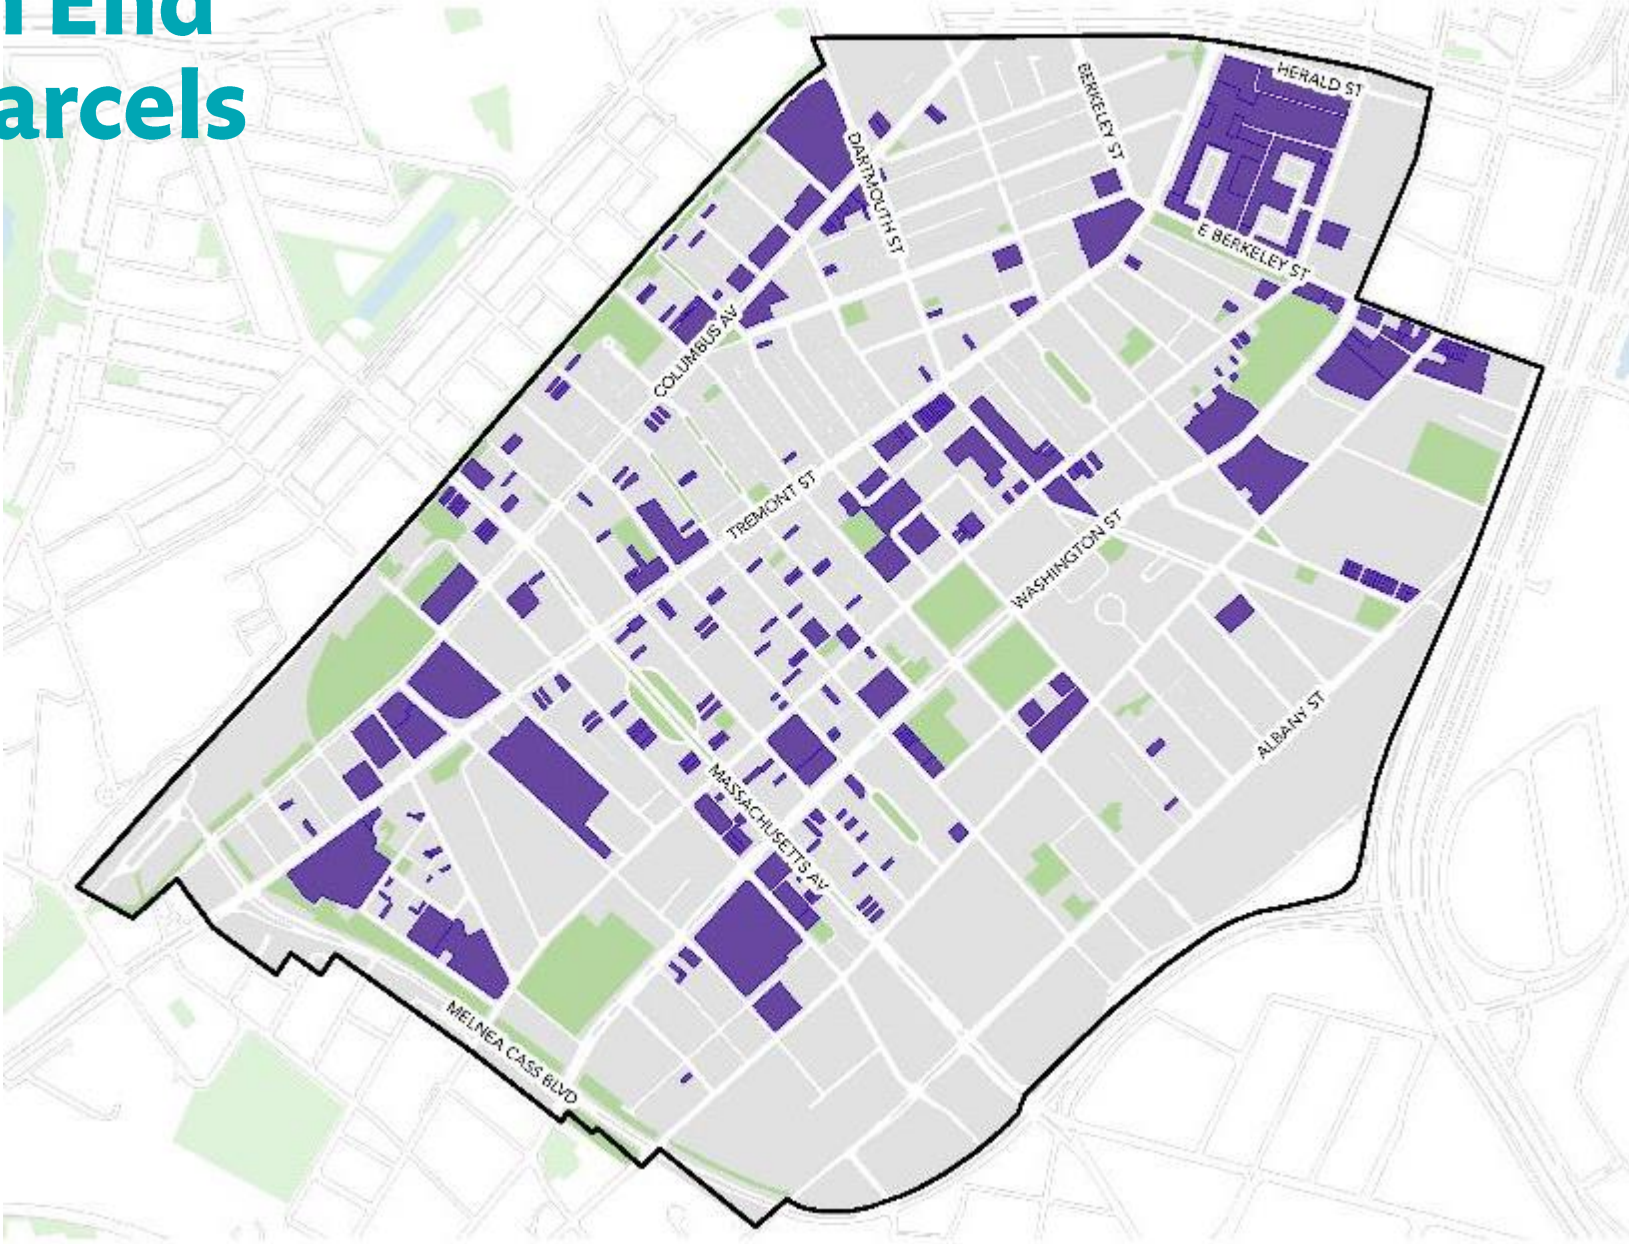 End
arcels
HERALD ST
BERKELEY ST
DARTMOUTH ST
E BERKELEY ST
COLUMBUS AV
TREMONT ST
WASHINGTON ST
ALBANY ST
MASSACHUSETTS AV
MELNEA CASS BLVD